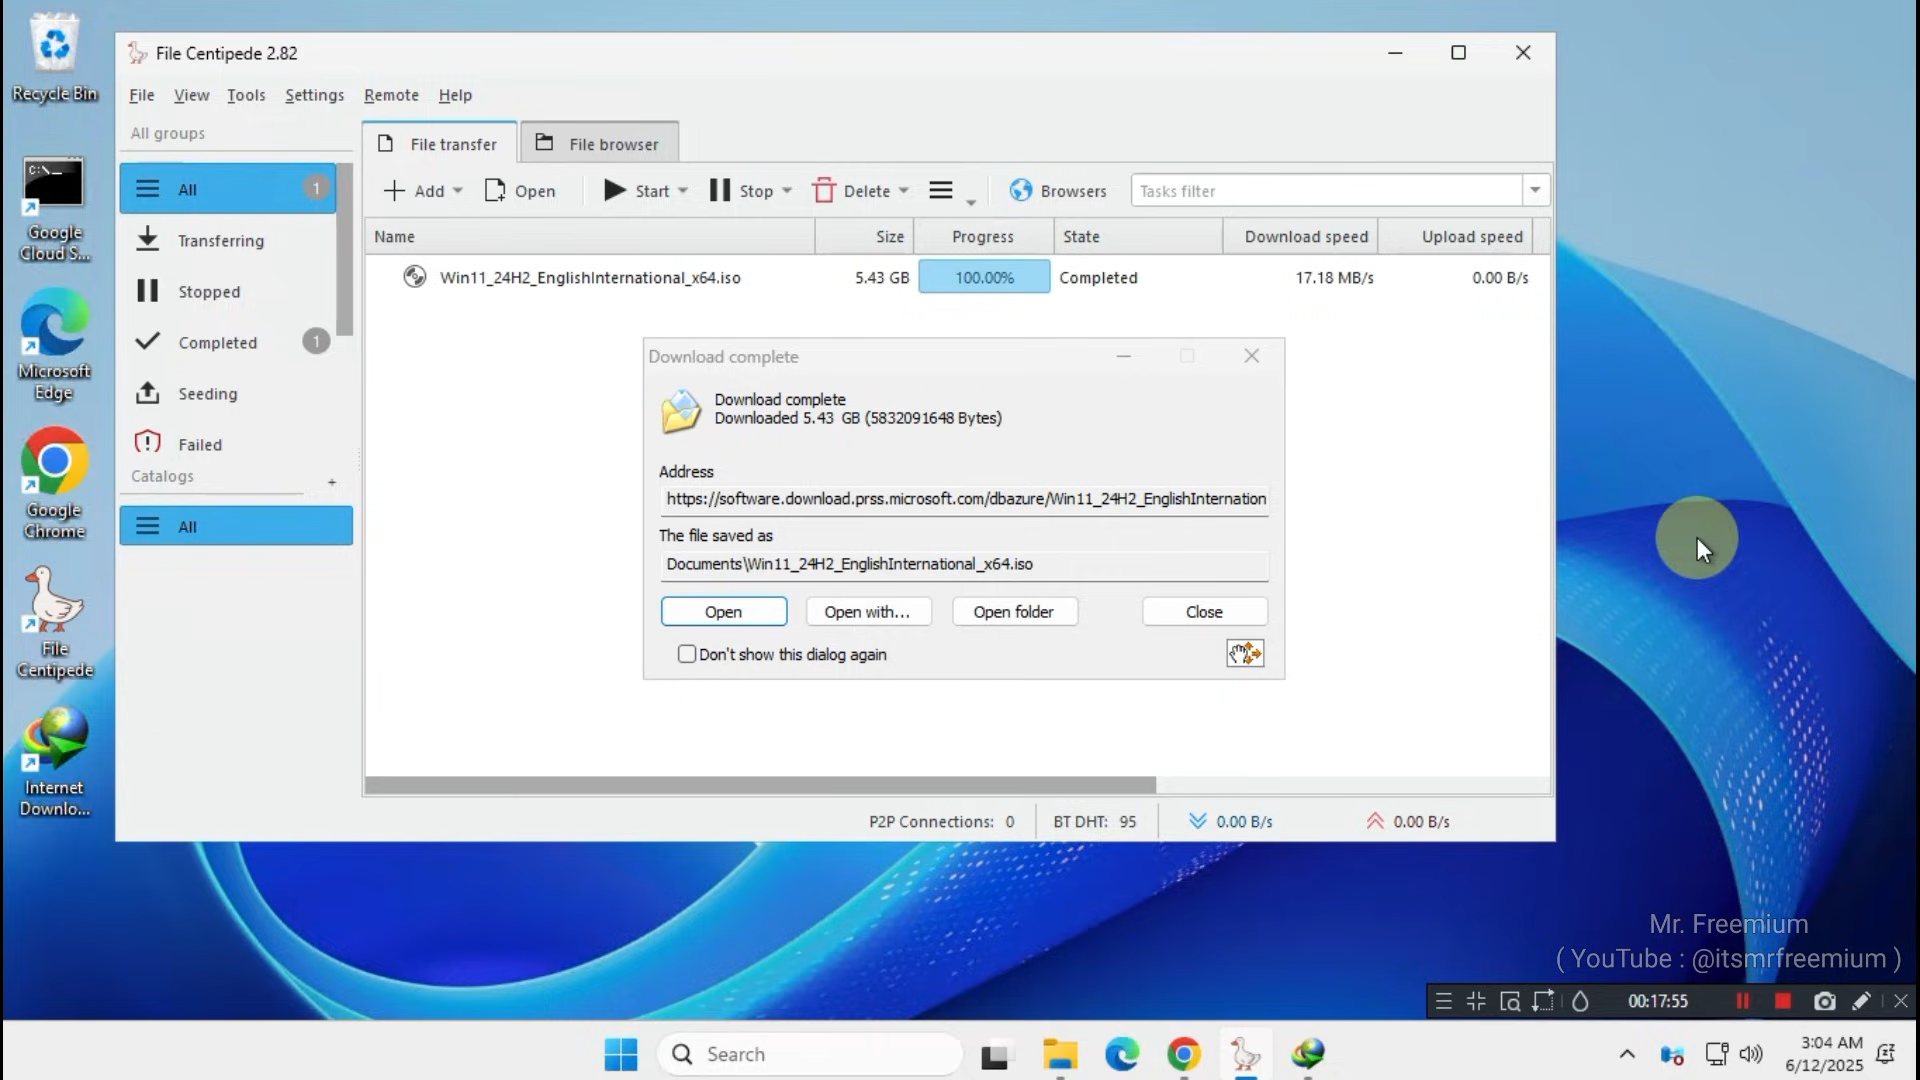 Recycle Bin
Google
Cloud S...
Microsoft
Edge
Google
Chrome
File
Centipede
Internet
Downlo...
File Centipede 2.82
File View Tools Settings Remote Help
All groups
All 1
Transferring
Stopped
Completed 1
Seeding
Failed
Catalogs +
All
File transfer File browser
Add Open Start Stop Delete Browsers Tasks filter
Name Size Progress State Download speed Upload speed
Win11_24H2_EnglishInternational_x64.iso 5.43 GB 100.00% Completed 17.18 MB/s 0.00 B/s
Download complete
Download complete
Downloaded 5.43 GB (5832091648 Bytes)
Address
https://software.download.prss.microsoft.com/dbazure/Win11_24H2_EnglishInternation
The file saved as
Documents\Win11_24H2_EnglishInternational_x64.iso
Open Open with... Open folder Close
Don't show this dialog again
P2P Connections: 0 BT DHT: 95 0.00 B/s 0.00 B/s
Mr. Freemium
( YouTube : @itsmrfreemium )
00:17:55
Search
3:04 AM
6/12/2025